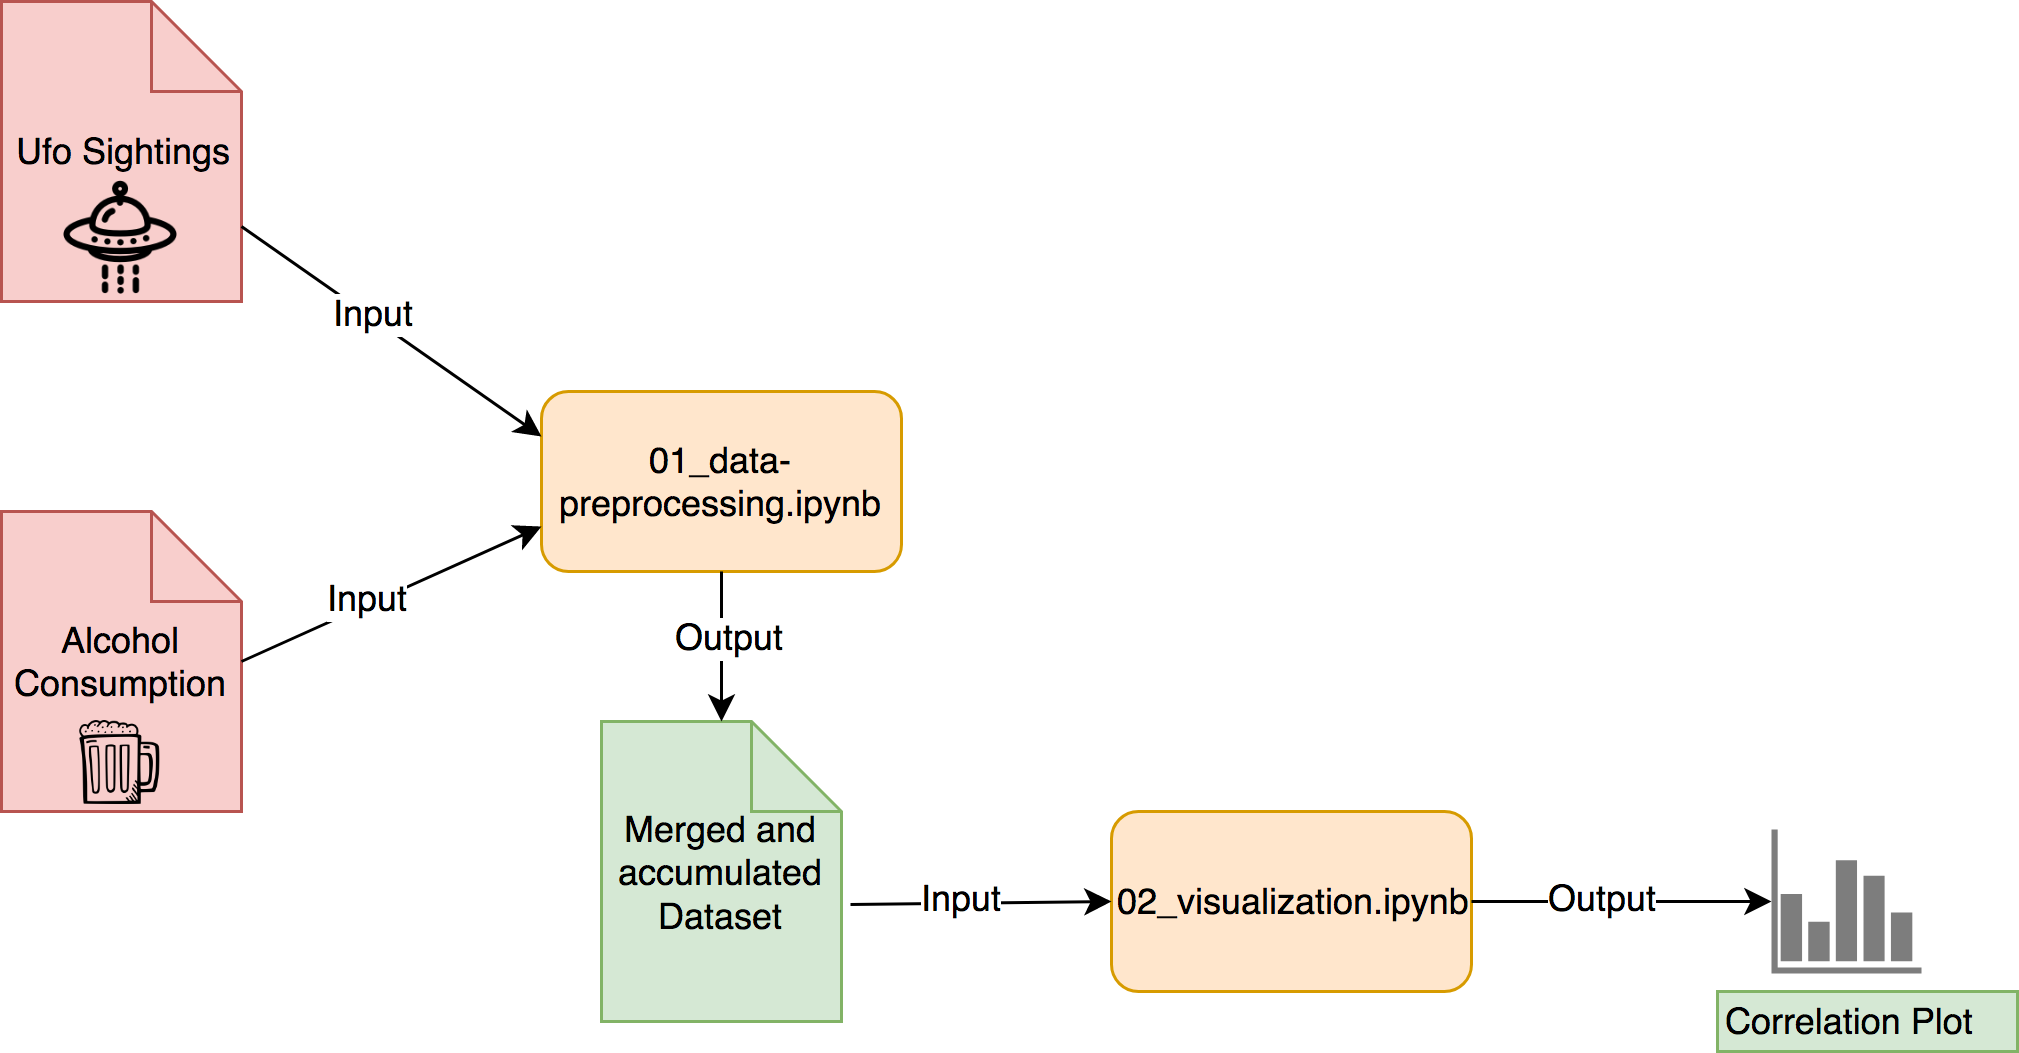 Ufo Sightings
Input
01_data-
preprocessing.ipynb
Input
Alcohol
Consumption
Output
Merged and
accumulated
Dataset
Input
02_visualization.ipynb
Output
Correlation Plot